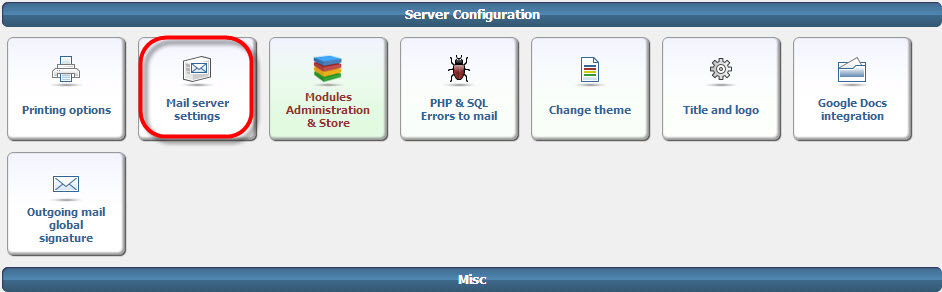 Server Configuration
Printing options
Mail server
settings
Modules
Administration
& Store
PHP & SQL
Errors to mail
Change theme
Title and logo
Google Docs
integration
Outgoing mail
global
signature
Misc